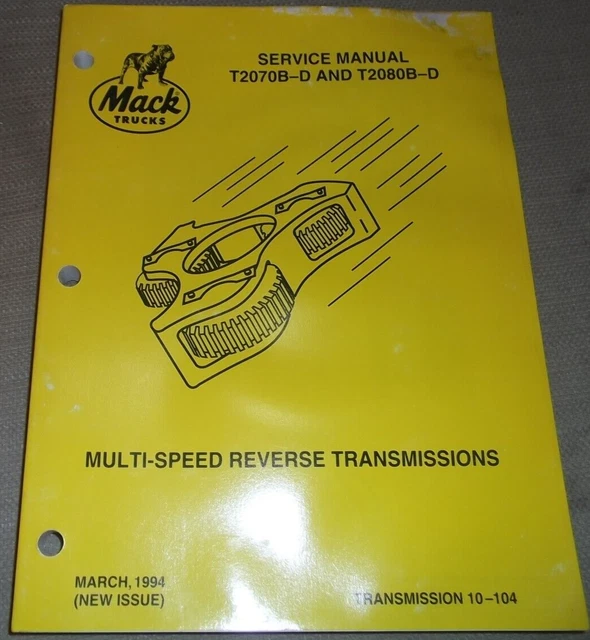 Mack
TRUCKS
SERVICE MANUAL
T2070B–D AND T2080B–D
MULTI-SPEED REVERSE TRANSMISSIONS
MARCH, 1994
(NEW ISSUE)
TRANSMISSION 10–104